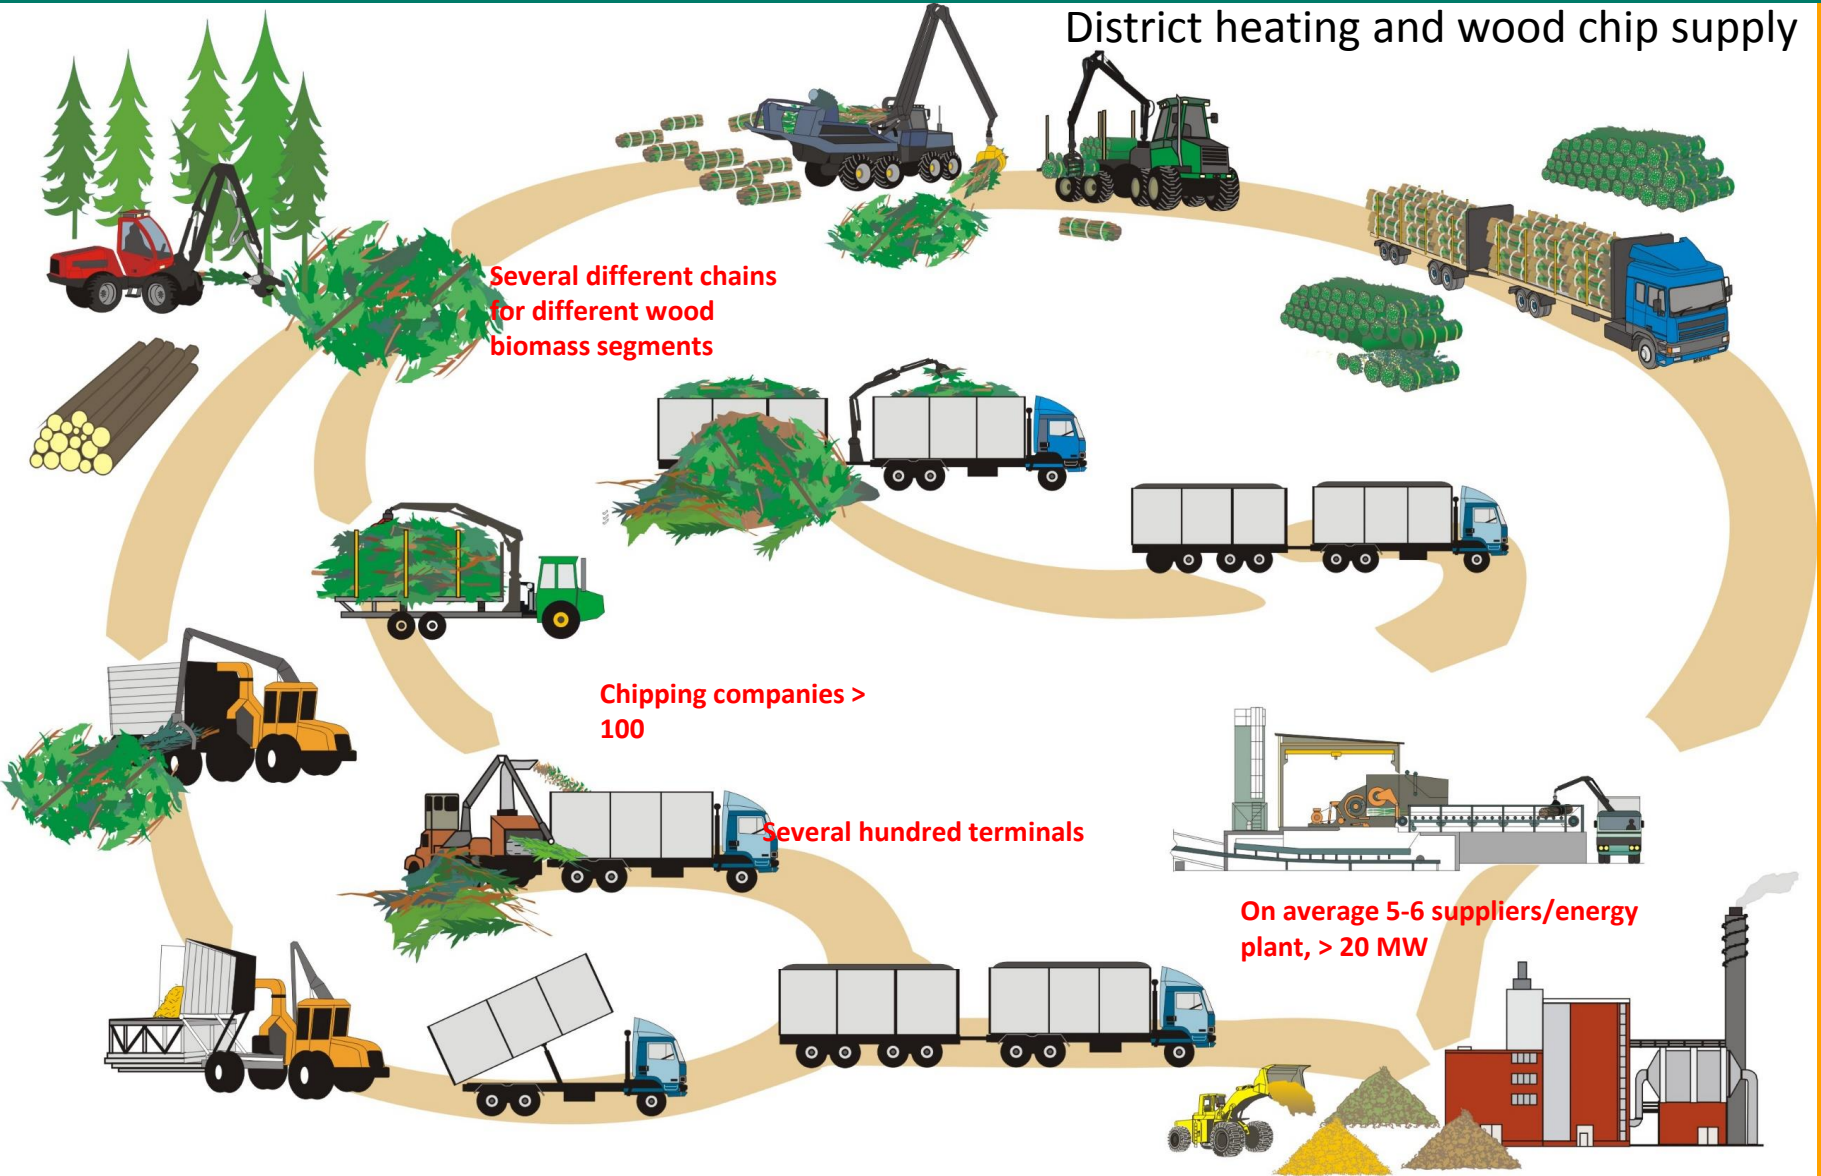 District heating and wood chip supply
Several different chains
for different wood
biomass segments
Chipping companies >
100
Several hundred terminals
On average 5-6 suppliers/energy
plant, > 20 MW